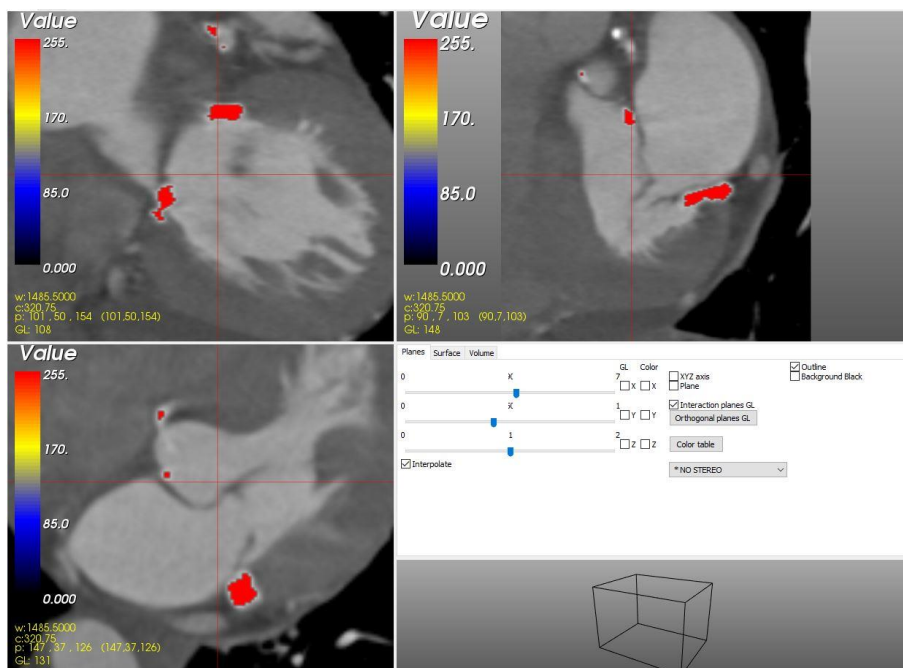 Value
255.
170.
85.0
0.000
w:1485.5000
c:320.75
p: 101 , 50 , 154 (101,50,154)
GL: 108
Value
255.
170.
85.0
0.000
w:1485.5000
c:320.75
p: 90 , 7 , 103 (90,7,103)
GL: 148
Value
255.
170.
85.0
0.000
w:1485.5000
c:320.75
p: 147 , 37 , 126 (147,37,126)
GL: 131
Planes Surface Volume
GL Color
0 7 X X
0 1 Y Y
0 1 2 Z Z
Interpolate
XYZ axis
Plane
Interaction planes GL
Orthogonal planes GL
Color table
* NO STEREO
Outline
Background Black